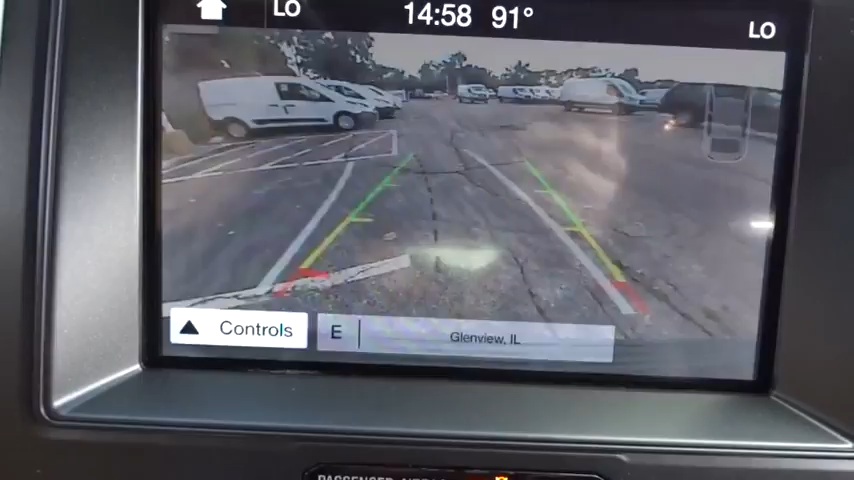 LO 14:58 91° LO
Controls E Glenview, IL
PASSENGER AIRBAG